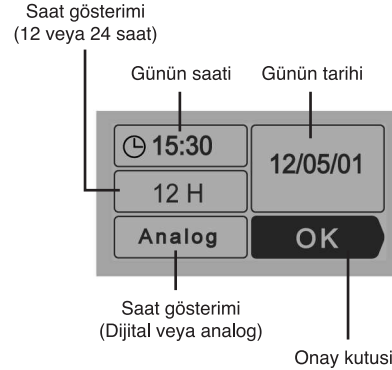 Saat gösterimi
(12 veya 24 saat)
Günün saati
Günün tarihi
15:30
12/05/01
12 H
Analog
OK
Saat gösterimi
(Dijital veya analog)
Onay kutusi